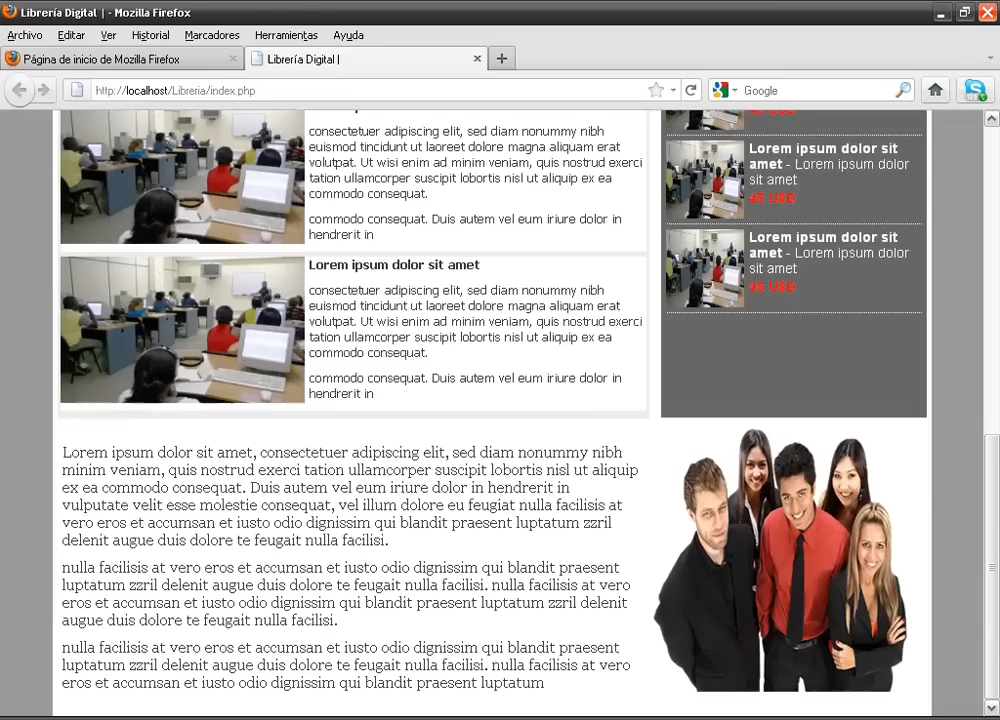 Librería Digital | - Mozilla Firefox
Archivo Editar Ver Historial Marcadores Herramientas Ayuda
Página de inicio de Mozilla Firefox
Librería Digital |
http://localhost/Libreria/index.php
Google
consectetuer adipiscing elit, sed diam nonummy nibh
euismod tincidunt ut laoreet dolore magna aliquam erat
volutpat. Ut wisi enim ad minim veniam, quis nostrud exerci
tation ullamcorper suscipit lobortis nisl ut aliquip ex ea
commodo consequat.
commodo consequat. Duis autem vel eum iriure dolor in
hendrerit in
Lorem ipsum dolor sit amet
consectetuer adipiscing elit, sed diam nonummy nibh
euismod tincidunt ut laoreet dolore magna aliquam erat
volutpat. Ut wisi enim ad minim veniam, quis nostrud exerci
tation ullamcorper suscipit lobortis nisl ut aliquip ex ea
commodo consequat.
commodo consequat. Duis autem vel eum iriure dolor in
hendrerit in
Lorem ipsum dolor sit
amet - Lorem ipsum dolor
sit amet
45 USD
Lorem ipsum dolor sit
amet - Lorem ipsum dolor
sit amet
45 USD
Lorem ipsum dolor sit amet, consectetuer adipiscing elit, sed diam nonummy nibh
minim veniam, quis nostrud exerci tation ullamcorper suscipit lobortis nisl ut aliquip
ex ea commodo consequat. Duis autem vel eum iriure dolor in hendrerit in
vulputate velit esse molestie consequat, vel illum dolore eu feugiat nulla facilisis at
vero eros et accumsan et iusto odio dignissim qui blandit praesent luptatum zzril
delenit augue duis dolore te feugait nulla facilisi.
nulla facilisis at vero eros et accumsan et iusto odio dignissim qui blandit praesent
luptatum zzril delenit augue duis dolore te feugait nulla facilisi. nulla facilisis at vero
eros et accumsan et iusto odio dignissim qui blandit praesent luptatum zzril delenit
augue duis dolore te feugait nulla facilisi.
nulla facilisis at vero eros et accumsan et iusto odio dignissim qui blandit praesent
luptatum zzril delenit augue duis dolore te feugait nulla facilisi. nulla facilisis at vero
eros et accumsan et iusto odio dignissim qui blandit praesent luptatum